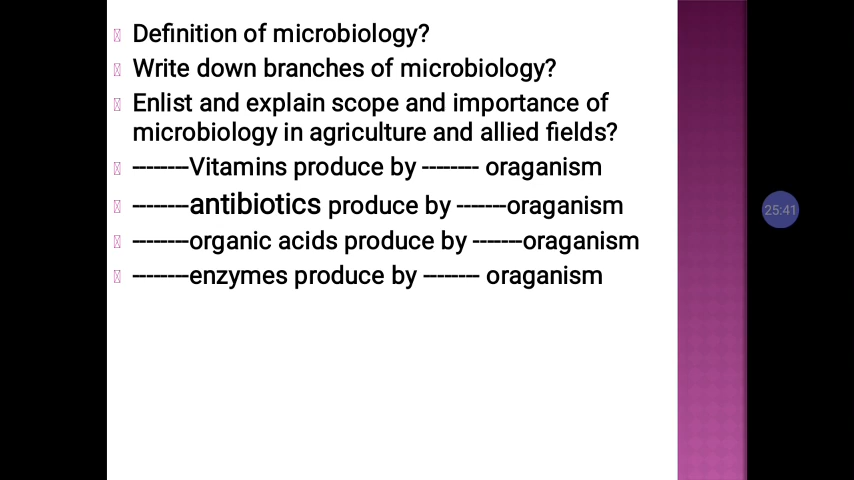 Definition of microbiology?
Write down branches of microbiology?
Enlist and explain scope and importance of
microbiology in agriculture and allied fields?
--------Vitamins produce by -------- oraganism
--------antibiotics produce by -------oraganism
--------organic acids produce by -------oraganism
--------enzymes produce by -------- oraganism
25:41